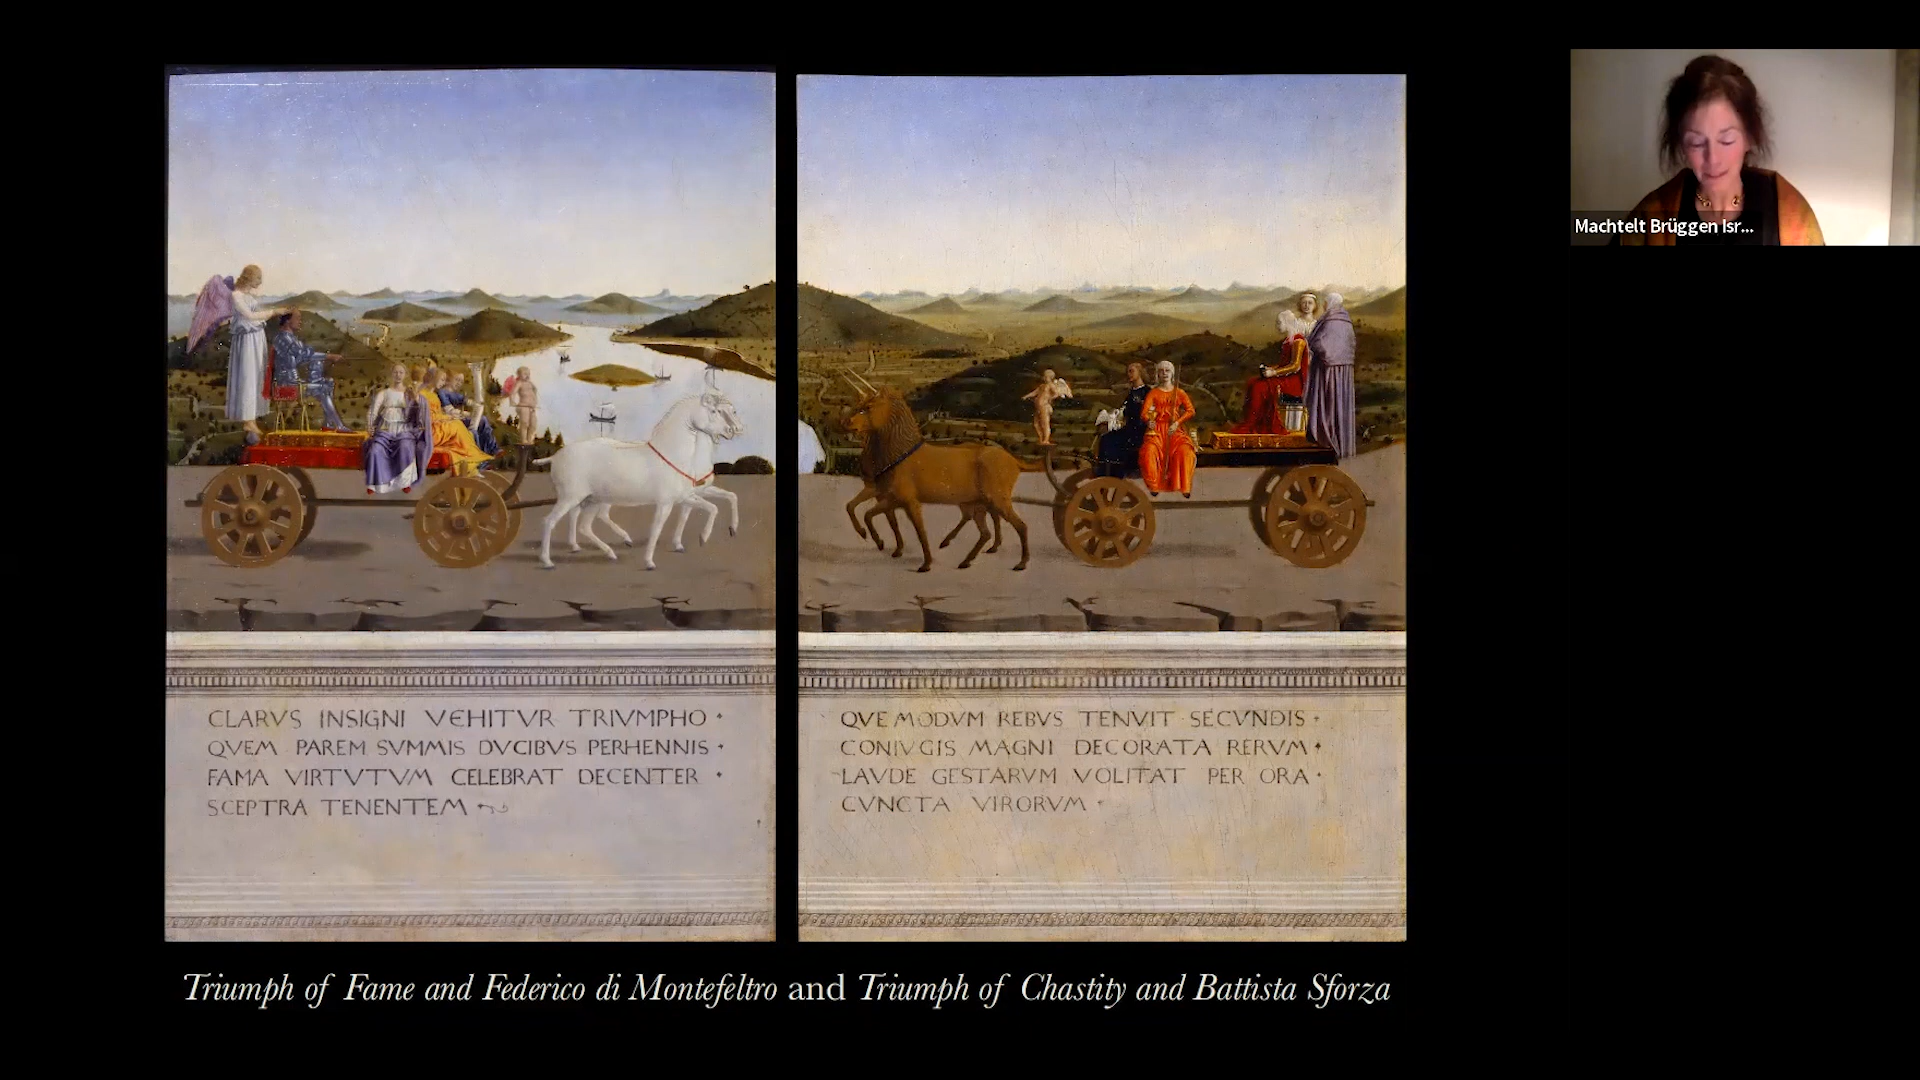 Machtelt Brüggen Isr...
CLARVS INSIGNI VEHITVR TRIVMPHO ·
QVEM PAREM SVMMIS DVCIBVS PERHENNIS ·
FAMA VIRTVTVM CELEBRAT DECENTER ·
SCEPTRA TENENTEM
QVE MODVM REBVS TENVIT SECVNDIS ·
CONIVGIS MAGNI DECORATA RERVM ·
LAVDE GESTARVM VOLITAT PER ORA ·
CVNCTA VIRORVM ·
Triumph of Fame and Federico di Montefeltro and Triumph of Chastity and Battista Sforza